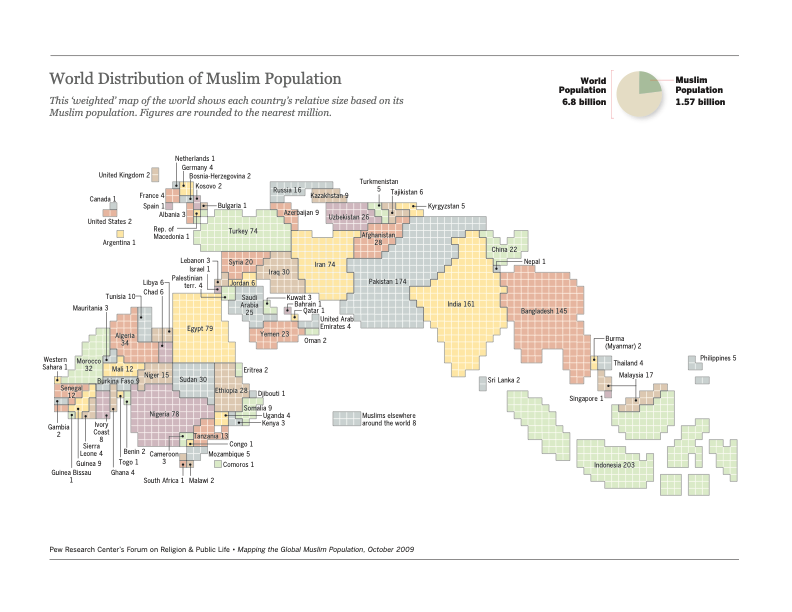 World Distribution of Muslim Population
This ‘weighted’ map of the world shows each country’s relative size based on its
Muslim population. Figures are rounded to the nearest million.
World
Population
6.8 billion
Muslim
Population
1.57 billion
Netherlands 1
Germany 4
Bosnia-Herzegovina 2
Kosovo 2
United Kingdom 2
France 4
Canada 1
Spain 1
Bulgaria 1
Albania 3
United States 2
Rep. of
Macedonia 1
Argentina 1
Russia 16
Kazakhstan 9
Turkmenistan
5
Tajikistan 6
Kyrgyzstan 5
Azerbaijan 9
Uzbekistan 26
Turkey 74
Afghanistan
28
China 22
Nepal 1
Lebanon 3
Israel 1
Palestinian
terr. 4
Syria 20
Iraq 30
Iran 74
Jordan 6
Pakistan 174
India 161
Bangladesh 145
Libya 6
Chad 6
Tunisia 10
Mauritania 3
Saudi
Arabia
25
Kuwait 3
Bahrain 1
Qatar 1
United Arab
Emirates 4
Oman 2
Yemen 23
Algeria
34
Egypt 79
Morocco
32
Western
Sahara 1
Mali 12
Niger 15
Sudan 30
Eritrea 2
Burkina Faso 9
Senegal
12
Ethiopia 28
Djibouti 1
Somalia 9
Uganda 4
Kenya 3
Nigeria 78
Gambia
2
Ivory
Coast
8
Sierra
Leone 4
Guinea 9
Guinea Bissau
1
Benin 2
Togo 1
Ghana 4
Cameroon
3
Tanzania 13
Congo 1
Mozambique 5
Comoros 1
South Africa 1
Malawi 2
Muslims elsewhere
around the world 8
Burma
(Myanmar) 2
Thailand 4
Malaysia 17
Philippines 5
Sri Lanka 2
Singapore 1
Indonesia 203
Pew Research Center’s Forum on Religion & Public Life • Mapping the Global Muslim Population, October 2009